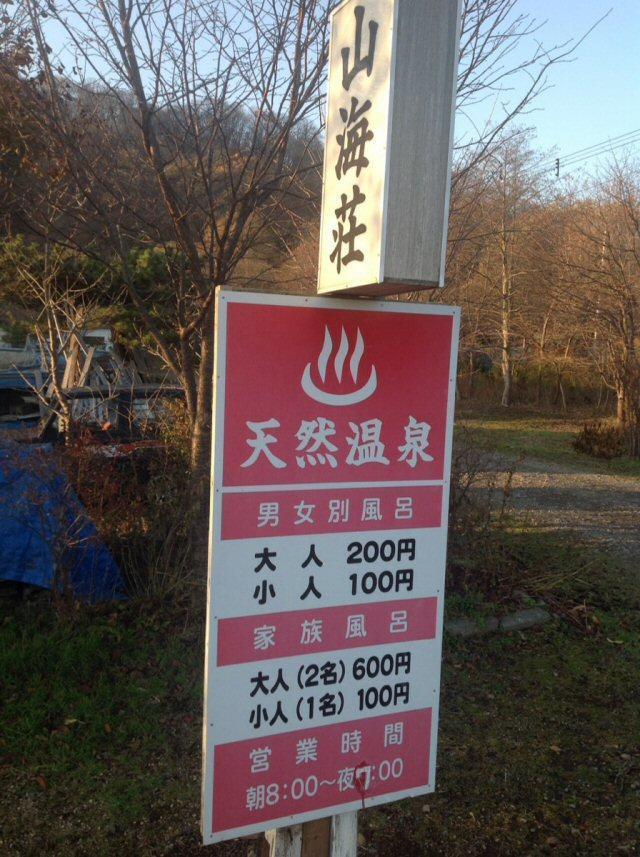 山海荘
天然温泉
男女別風呂
大人 200円
小人 100円
家族風呂
大人(2名)600円
小人(1名)100円
営業時間
朝8:00〜夜7:00